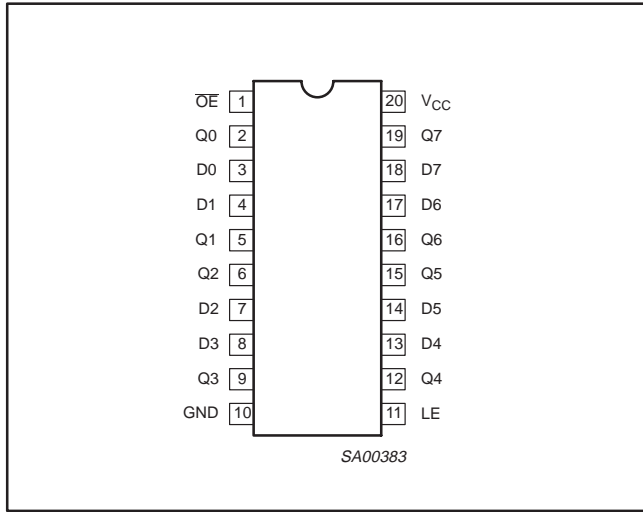 O̅E̅ 1 20 VCC
Q0 2 19 Q7
D0 3 18 D7
D1 4 17 D6
Q1 5 16 Q6
Q2 6 15 Q5
D2 7 14 D5
D3 8 13 D4
Q3 9 12 Q4
GND 10 11 LE
SA00383